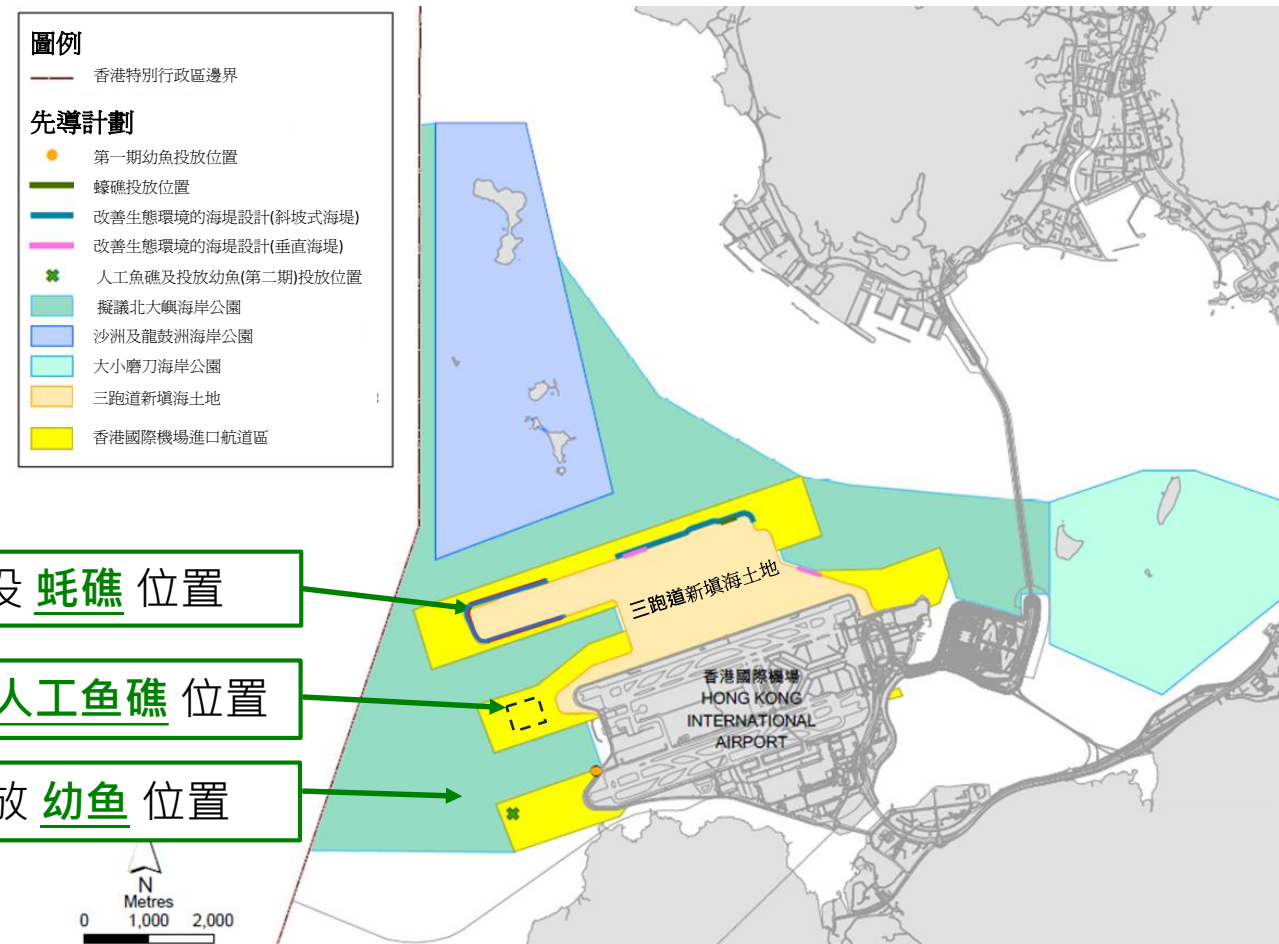 圖例
香港特別行政區邊界
先導計劃
第一期幼魚投放位置
蠔礁投放位置
改善生態環境的海堤設計(斜坡式海堤)
改善生態環境的海堤設計(垂直海堤)
人工魚礁及投放幼魚(第二期)投放位置
擬議北大嶼海岸公園
沙洲及龍鼓洲海岸公園
大小磨刀海岸公園
三跑道新填海土地
香港國際機場進口航道區
投 蚝礁 位置
人工鱼礁 位置
放 幼鱼 位置
三跑道新填海土地
香港國際機場
HONG KONG
INTERNATIONAL
AIRPORT
N
Metres
0 1,000 2,000